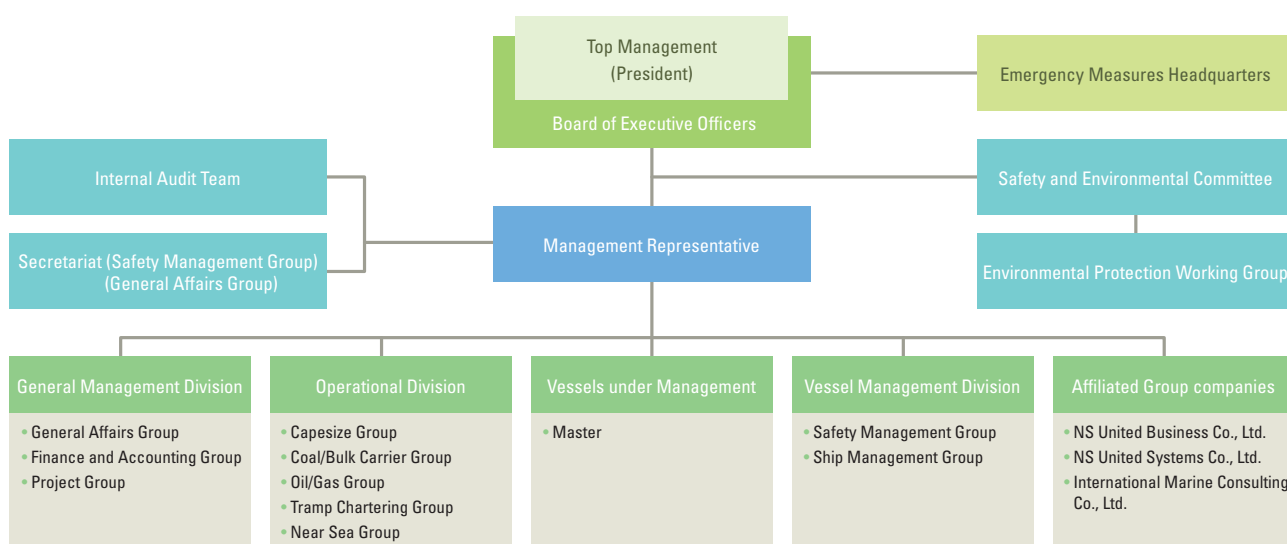 Top Management
(President)
Board of Executive Officers
Emergency Measures Headquarters
Internal Audit Team
Safety and Environmental Committee
Management Representative
Secretariat (Safety Management Group)
(General Affairs Group)
Environmental Protection Working Group
General Management Division
• General Affairs Group
• Finance and Accounting Group
• Project Group
Operational Division
• Capesize Group
• Coal/Bulk Carrier Group
• Oil/Gas Group
• Tramp Chartering Group
• Near Sea Group
Vessels under Management
• Master
Vessel Management Division
• Safety Management Group
• Ship Management Group
Affiliated Group companies
• NS United Business Co., Ltd.
• NS United Systems Co., Ltd.
• International Marine Consulting
Co., Ltd.